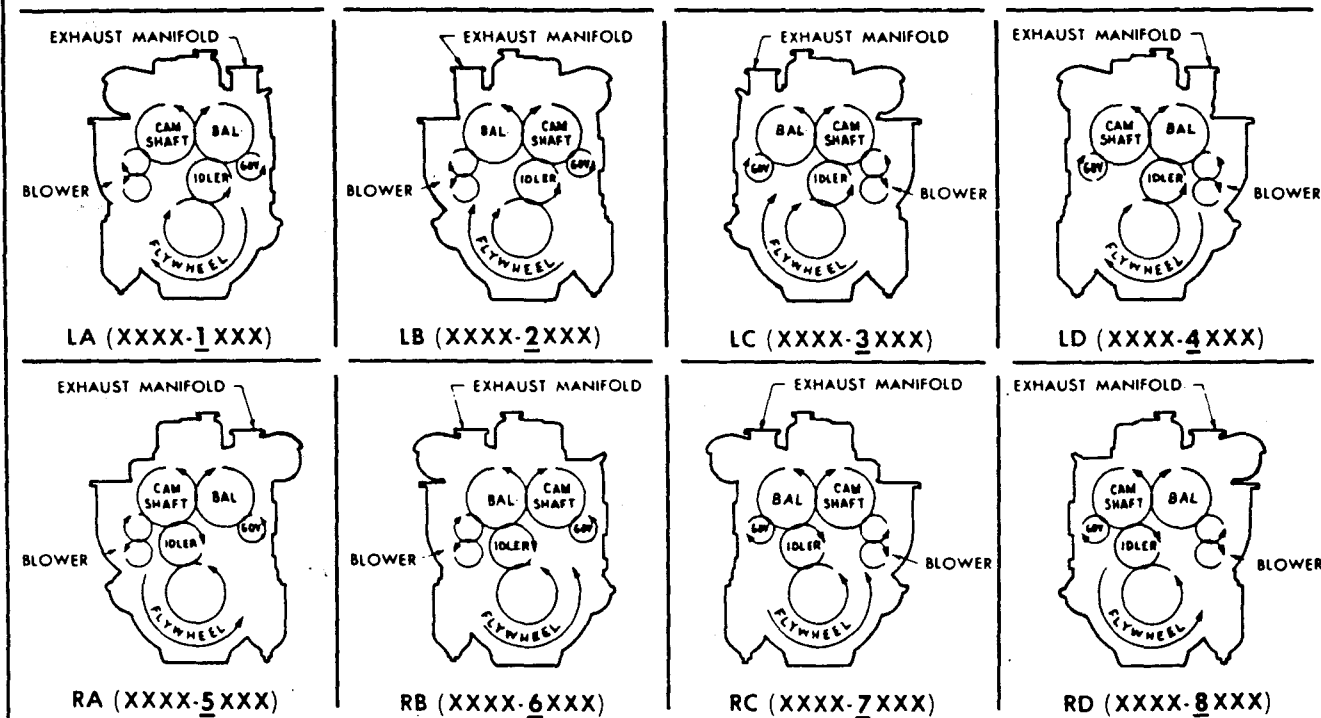 EXHAUST MANIFOLD
CAM SHAFT
BAL
IDLER
GOV
BLOWER
FLYWHEEL
LA (XXXX-1XXX)
EXHAUST MANIFOLD
BAL
CAM SHAFT
IDLER
GOV
BLOWER
FLYWHEEL
LB (XXXX-2XXX)
EXHAUST MANIFOLD
BAL
CAM SHAFT
GOV
IDLER
BLOWER
FLYWHEEL
LC (XXXX-3XXX)
EXHAUST MANIFOLD
CAM SHAFT
BAL
GOV
IDLER
BLOWER
FLYWHEEL
LD (XXXX-4XXX)
EXHAUST MANIFOLD
CAM SHAFT
BAL
GOV
IDLER
BLOWER
FLYWHEEL
RA (XXXX-5XXX)
EXHAUST MANIFOLD
BAL
CAM SHAFT
GOV
IDLER
BLOWER
FLYWHEEL
RB (XXXX-6XXX)
EXHAUST MANIFOLD
BAL
CAM SHAFT
GOV
IDLER
BLOWER
FLYWHEEL
RC (XXXX-7XXX)
EXHAUST MANIFOLD
CAM SHAFT
BAL
GOV
IDLER
BLOWER
FLYWHEEL
RD (XXXX-8XXX)